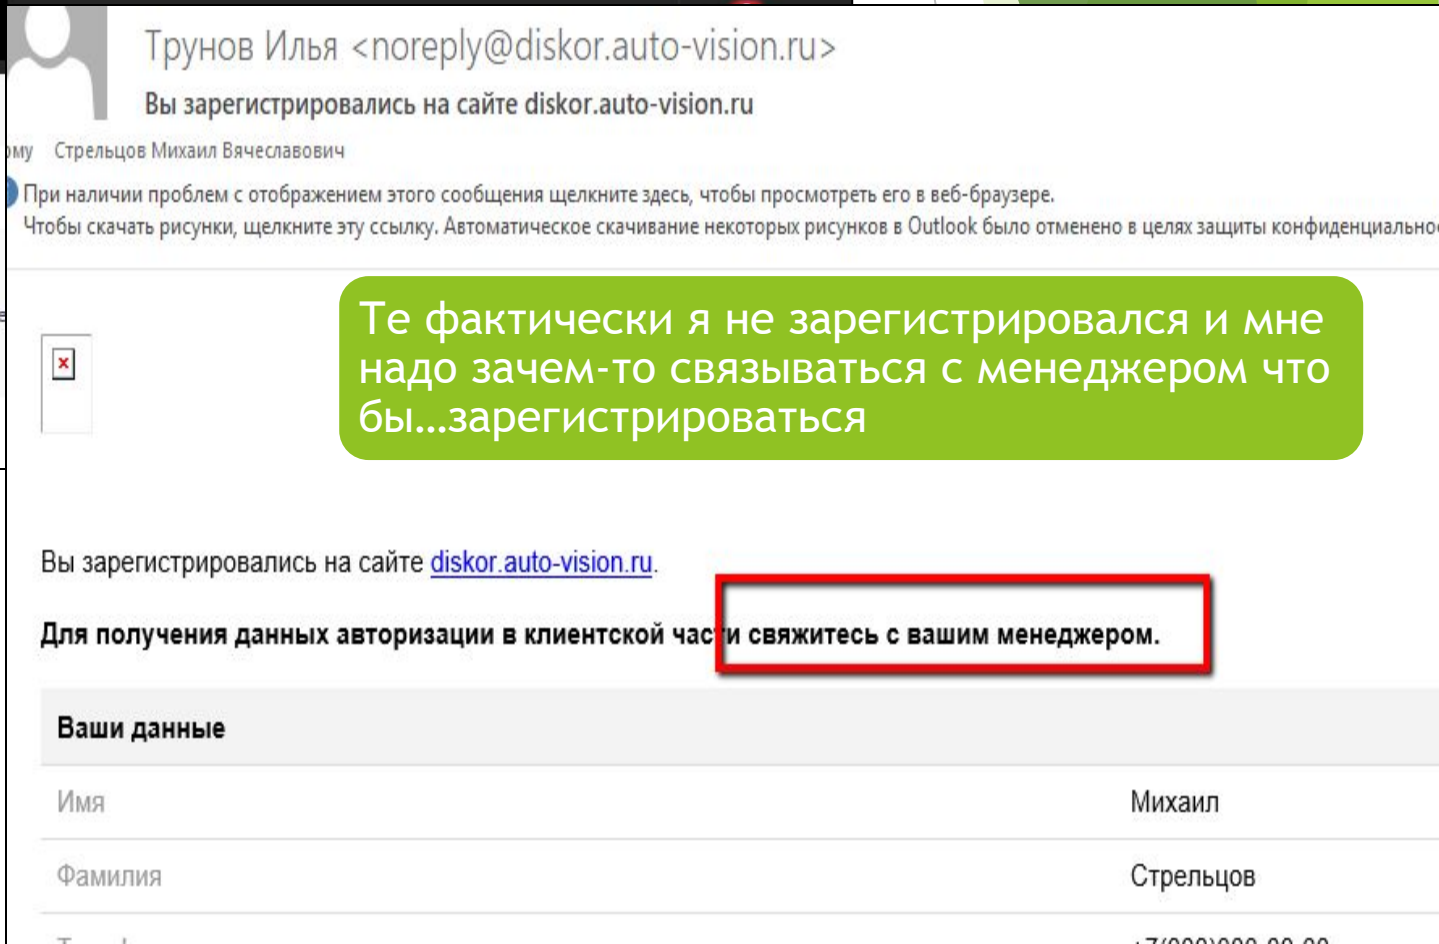 Трунов Илья <noreply@diskor.auto-vision.ru>
Вы зарегистрировались на сайте diskor.auto-vision.ru
Стрельцов Михаил Вячеславович
При наличии проблем с отображением этого сообщения щелкните здесь, чтобы просмотреть его в веб-браузере.
Чтобы скачать рисунки, щелкните эту ссылку. Автоматическое скачивание некоторых рисунков в Outlook было отменено в целях защиты
Те фактически я не зарегистрировался и мне
надо зачем-то связываться с менеджером что
бы…зарегистрироваться
Вы зарегистрировались на сайте diskor.auto-vision.ru.
Для получения данных авторизации в клиентской части свяжитесь с вашим менеджером.
Ваши данные
Имя Михаил
Фамилия Стрельцов